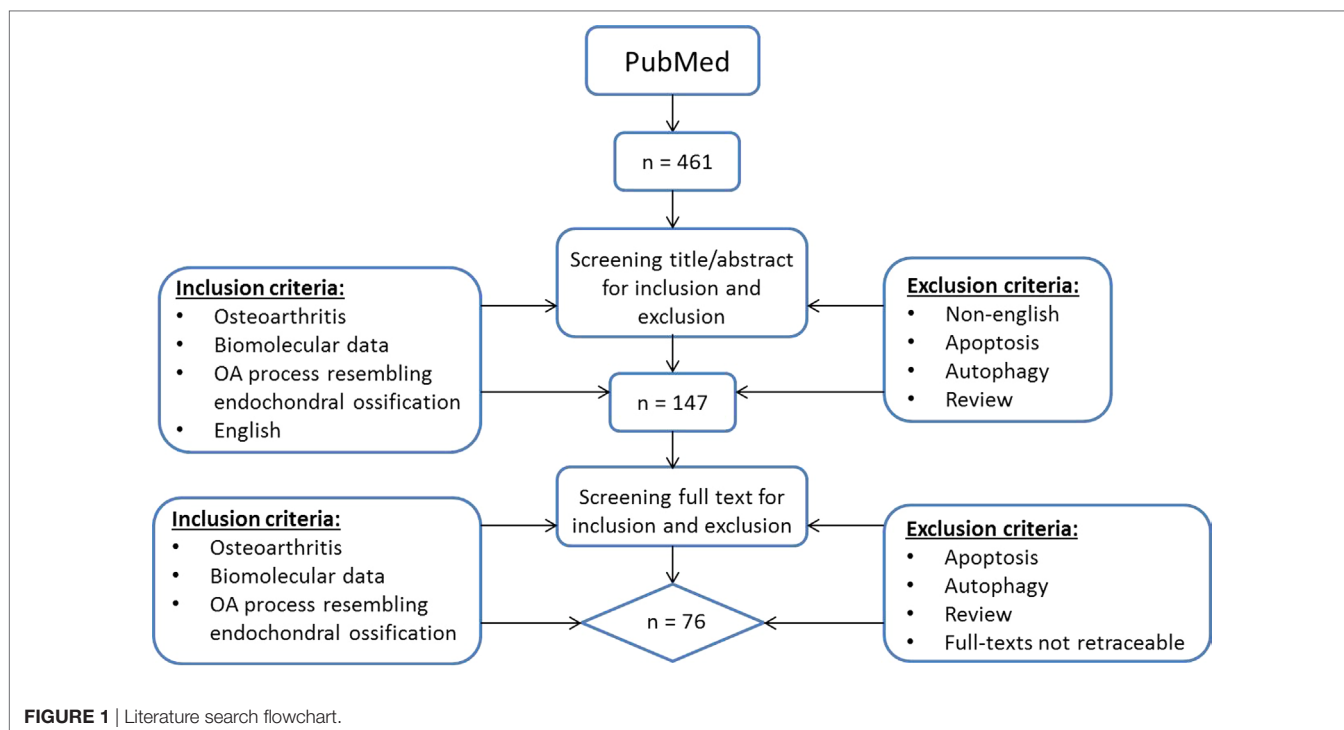 PubMed
n = 461
Screening title/abstract
for inclusion and
exclusion
Inclusion criteria:
• Osteoarthritis
• Biomolecular data
• OA process resembling
endochondral ossification
• English
Exclusion criteria:
• Non-english
• Apoptosis
• Autophagy
• Review
n = 147
Screening full text for
inclusion and exclusion
Inclusion criteria:
• Osteoarthritis
• Biomolecular data
• OA process resembling
endochondral ossification
Exclusion criteria:
• Apoptosis
• Autophagy
• Review
• Full-texts not retraceable
n = 76
FIGURE 1 | Literature search flowchart.